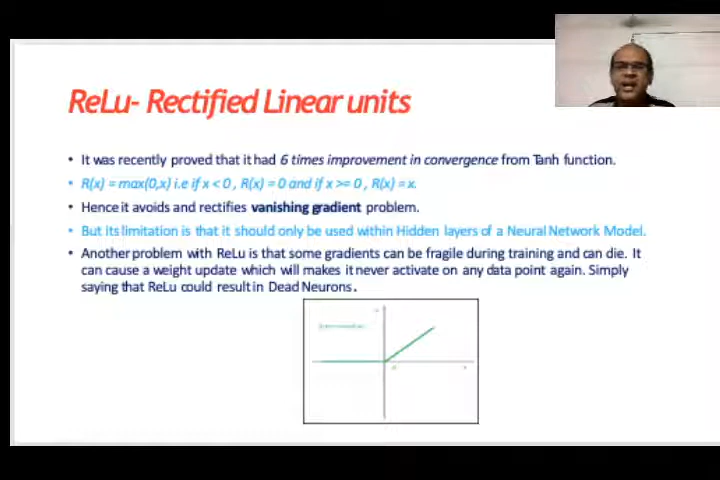 ReLu- Rectified Linear units
• It was recently proved that it had 6 times improvement in convergence from Tanh function.
• R(x) = max(0,x) i.e if x < 0 , R(x) = 0 and if x >= 0 , R(x) = x.
• Hence it avoids and rectifies vanishing gradient problem.
• But its limitation is that it should only be used within Hidden layers of a Neural Network Model.
• Another problem with ReLu is that some gradients can be fragile during training and can die. It
can cause a weight update which will makes it never activate on any data point again. Simply
saying that ReLu could result in Dead Neurons.